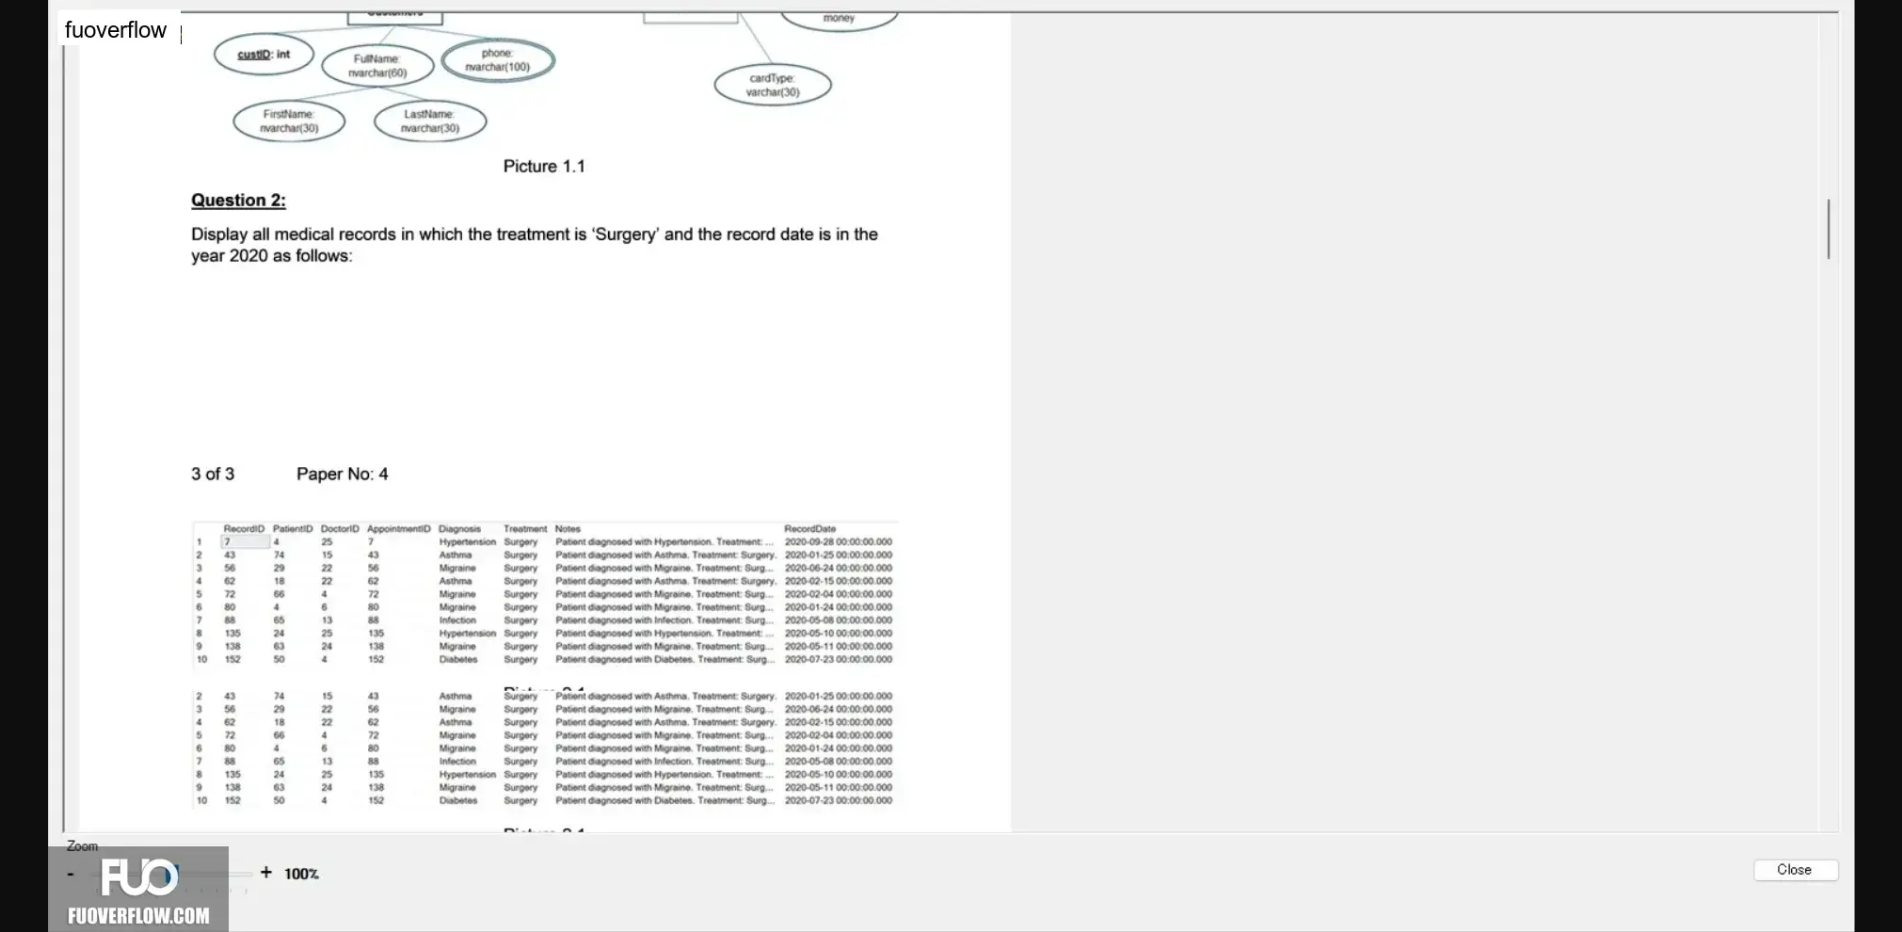 fuoverflow
Customers
money
custID: int
FullName:
nvarchar(60)
phone:
nvarchar(100)
cardType:
varchar(30)
FirstName:
nvarchar(30)
LastName:
nvarchar(30)
Picture 1.1
Question 2:
Display all medical records in which the treatment is ‘Surgery’ and the record date is in the
year 2020 as follows:
3 of 3 Paper No: 4
RecordID PatientID DoctorID AppointmentID Diagnosis Treatment Notes RecordDate
1 7 4 25 7 Hypertension Surgery Patient diagnosed with Hypertension. Treatment: ... 2020-09-28 00:00:00.000
2 43 74 15 43 Asthma Surgery Patient diagnosed with Asthma. Treatment: Surgery. 2020-01-25 00:00:00.000
3 56 29 22 56 Migraine Surgery Patient diagnosed with Migraine. Treatment: Surg... 2020-06-24 00:00:00.000
4 62 18 22 62 Asthma Surgery Patient diagnosed with Asthma. Treatment: Surgery. 2020-02-15 00:00:00.000
5 72 66 4 72 Migraine Surgery Patient diagnosed with Migraine. Treatment: Surg... 2020-02-04 00:00:00.000
6 80 4 6 80 Migraine Surgery Patient diagnosed with Migraine. Treatment: Surg... 2020-01-24 00:00:00.000
7 88 65 13 88 Infection Surgery Patient diagnosed with Infection. Treatment: Surg... 2020-05-08 00:00:00.000
8 135 24 25 135 Hypertension Surgery Patient diagnosed with Hypertension. Treatment: ... 2020-05-10 00:00:00.000
9 138 63 24 138 Migraine Surgery Patient diagnosed with Migraine. Treatment: Surg... 2020-05-11 00:00:00.000
10 152 50 4 152 Diabetes Surgery Patient diagnosed with Diabetes. Treatment: Surg... 2020-07-23 00:00:00.000
2 43 74 15 43 Asthma Surgery Patient diagnosed with Asthma. Treatment: Surgery. 2020-01-25 00:00:00.000
3 56 29 22 56 Migraine Surgery Patient diagnosed with Migraine. Treatment: Surg... 2020-06-24 00:00:00.000
4 62 18 22 62 Asthma Surgery Patient diagnosed with Asthma. Treatment: Surgery. 2020-02-15 00:00:00.000
5 72 66 4 72 Migraine Surgery Patient diagnosed with Migraine. Treatment: Surg... 2020-02-04 00:00:00.000
6 80 4 6 80 Migraine Surgery Patient diagnosed with Migraine. Treatment: Surg... 2020-01-24 00:00:00.000
7 88 65 13 88 Infection Surgery Patient diagnosed with Infection. Treatment: Surg... 2020-05-08 00:00:00.000
8 135 24 25 135 Hypertension Surgery Patient diagnosed with Hypertension. Treatment: ... 2020-05-10 00:00:00.000
9 138 63 24 138 Migraine Surgery Patient diagnosed with Migraine. Treatment: Surg... 2020-05-11 00:00:00.000
10 152 50 4 152 Diabetes Surgery Patient diagnosed with Diabetes. Treatment: Surg... 2020-07-23 00:00:00.000
Zoom
- + 100%
Close
FUO
FUOVERFLOW.COM